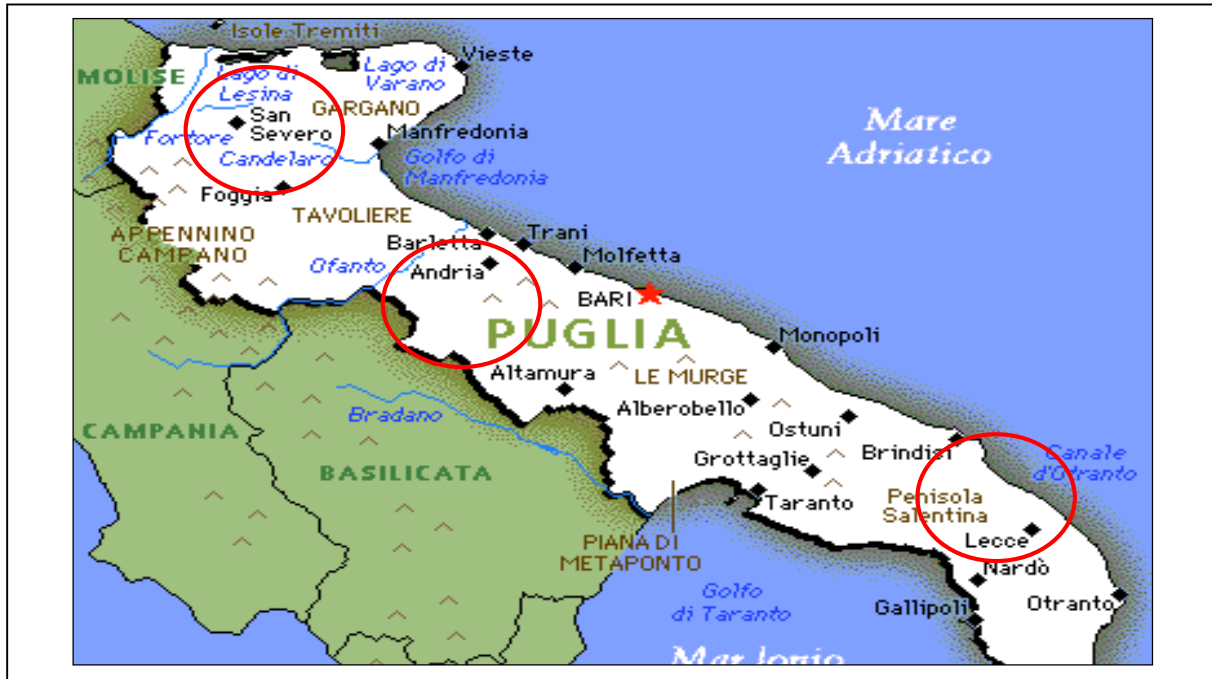 Isole Tremiti
MOLISE
Lago di
Lesina
Lago di
Varano
Vieste
GARGANO
San
Severo
Fortore
Candelaro
Manfredonia
Golfo di
Manfredonia
Mare
Adriatico
Foggia
TAVOLIERE
APPENNINO
CAMPANO
Barletta
Trani
Ofanto
Andria
Molfetta
BARI
PUGLIA
Monopoli
Altamura
LE MURGE
Bradano
Alberobello
CAMPANIA
Ostuni
Brindisi
Canale
d'Otranto
BASILICATA
Grottaglie
Taranto
Penisola
Salentina
Lecce
PIANA DI
METAPONTO
Nardò
Golfo
di Taranto
Gallipoli
Otranto
Mar Ionio